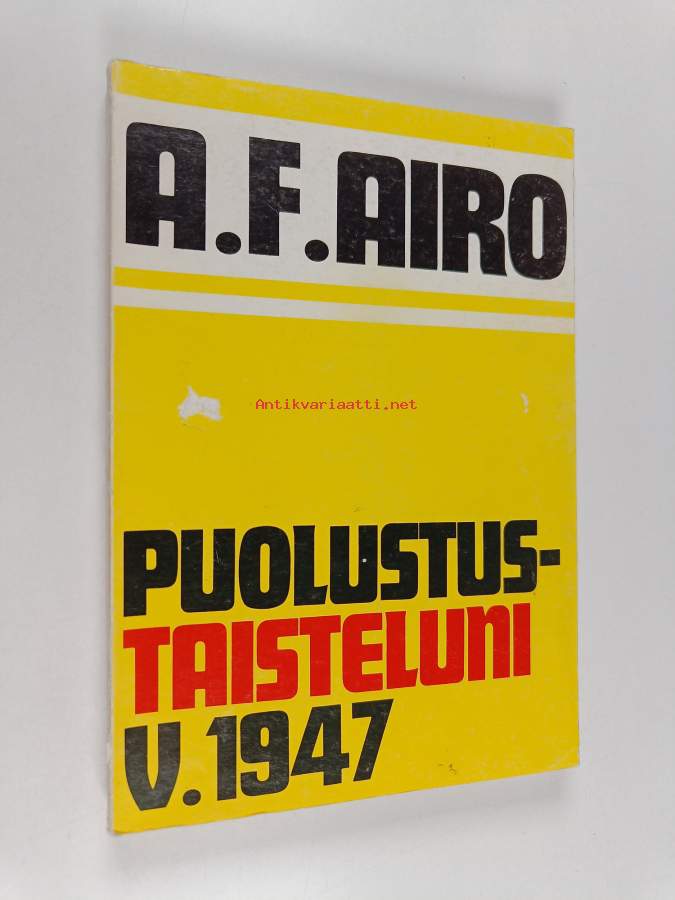 A.F.AIRO
Antikvariaatti.net
PUOLUSTUS-
TAISTELUNI
V.1947